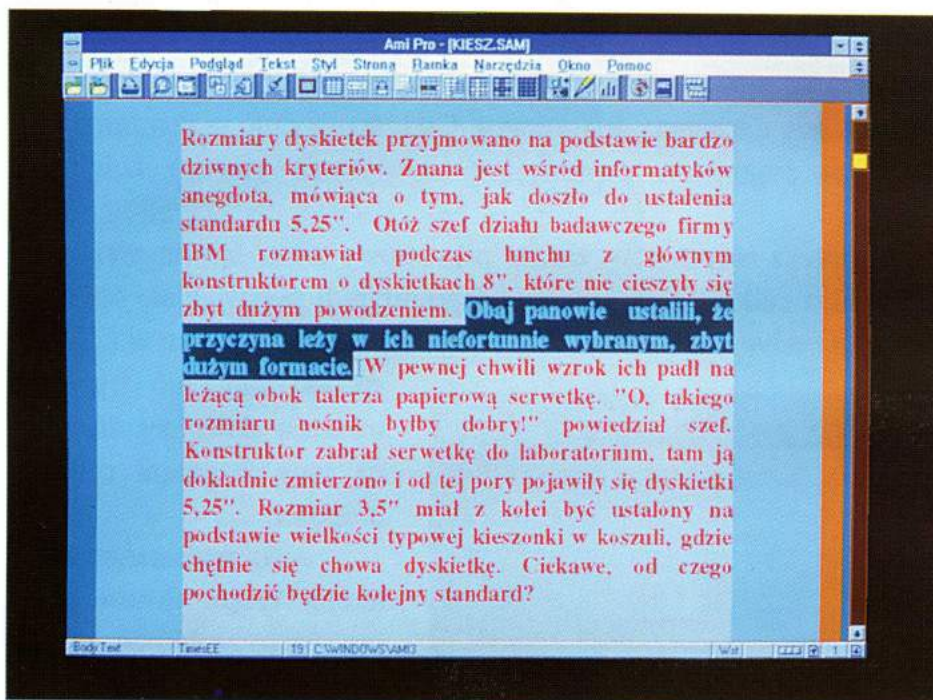 Ami Pro - [KIESZ.SAM]
Plik Edycja Podgląd Tekst Styl Strona Ramka Narzędzia Okno Pomoc
Rozmiary dyskietek przyjmowano na podstawie bardzo
dziwnych kryteriów. Znana jest wśród informatyków
anegdota, mówiąca o tym, jak doszło do ustalenia
standardu 5,25". Otóż szef działu badawczego firmy
IBM rozmawiał podczas lunchu z głównym
konstruktorem o dyskietkach 8", które nie cieszyły się
zbyt dużym powodzeniem. Obaj panowie ustalili, że
przyczyna leży w ich niefortunnie wybranym, zbyt
dużym formacie. W pewnej chwili wzrok ich padł na
leżącą obok talerza papierową serwetkę. "O, takiego
rozmiaru nośnik byłby dobry!" powiedział szef.
Konstruktor zabrał serwetkę do laboratorium, tam ją
dokładnie zmierzono i od tej pory pojawiły się dyskietki
5,25". Rozmiar 3,5" miał z kolei być ustalony na
podstawie wielkości typowej kieszonki w koszuli, gdzie
chętnie się chowa dyskietkę. Ciekawe, od czego
pochodzić będzie kolejny standard?
Body Text TimesEE 19 C:\WINDOWS\AMI3 Wst 1